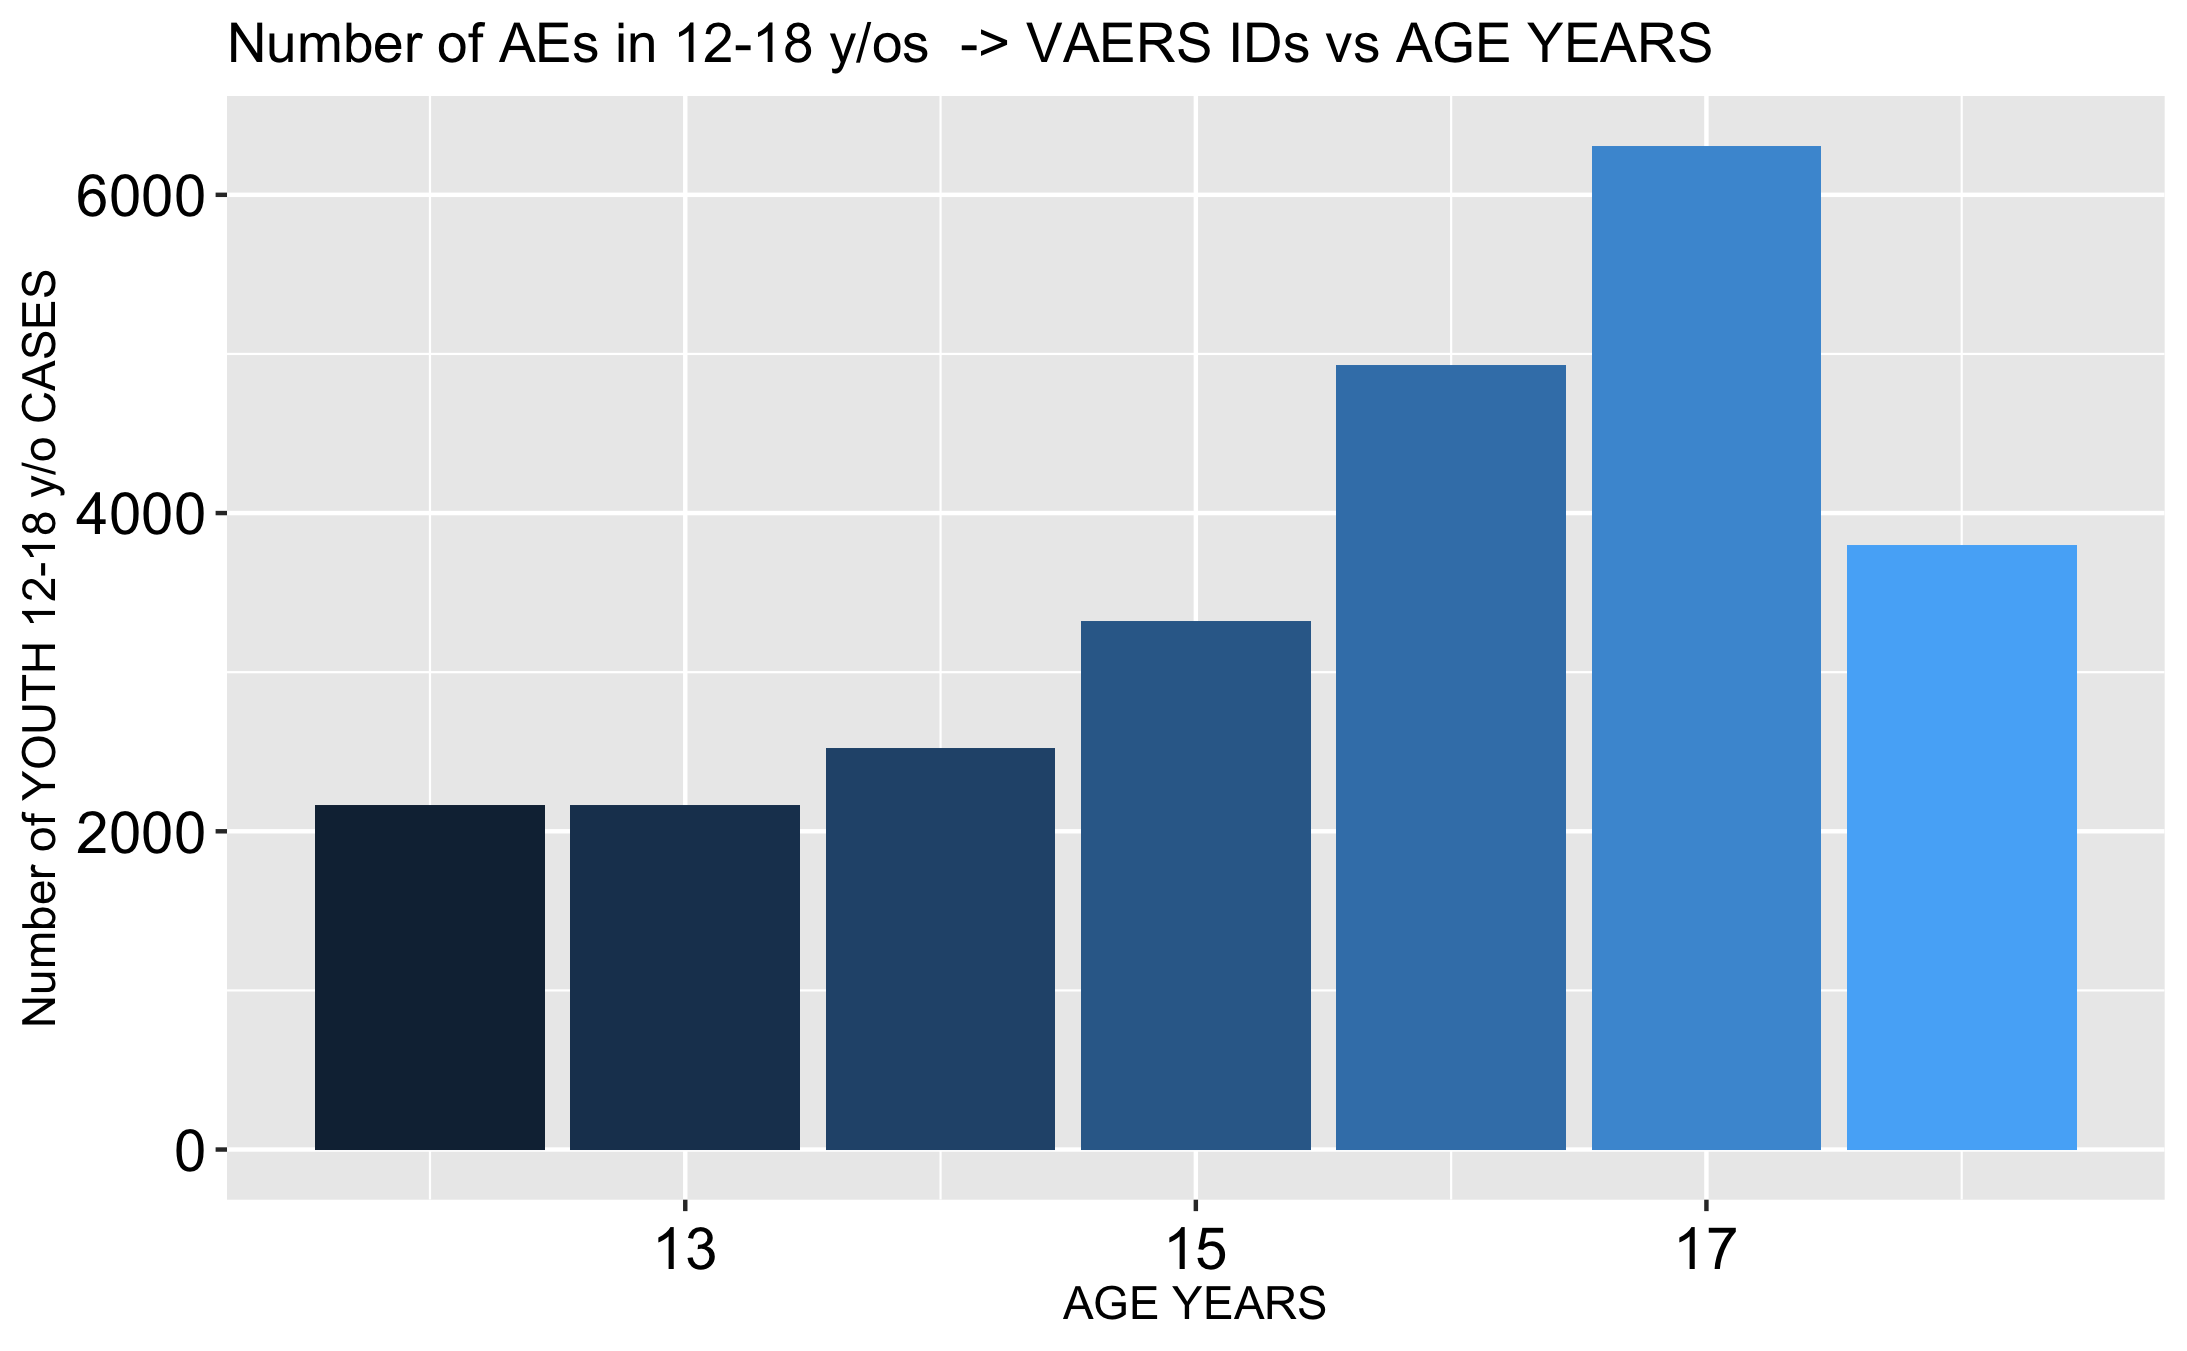 Number of AEs in 12-18 y/os  -> VAERS IDs vs AGE YEARS
Number of YOUTH 12-18 y/o CASES
6000
4000
2000
0
13
15
17
AGE YEARS